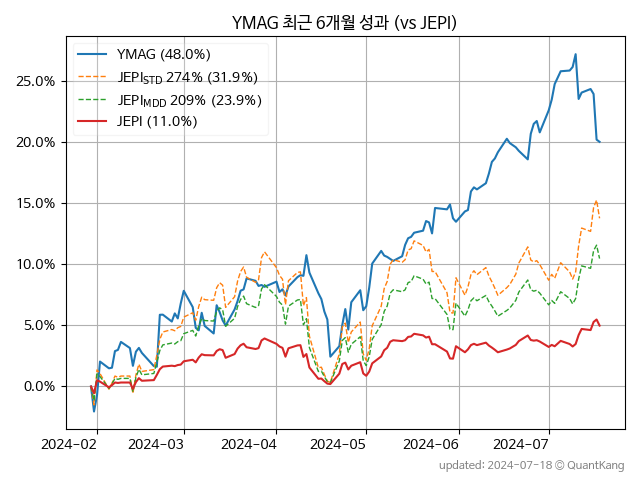 YMAG 최근 6개월 성과 (vs JEPI)
YMAG (48.0%)
JEPISTD 274% (31.9%)
JEPIMDD 209% (23.9%)
JEPI (11.0%)
25.0%
20.0%
15.0%
10.0%
5.0%
0.0%
2024-02 2024-03 2024-04 2024-05 2024-06 2024-07
updated: 2024-07-18 © QuantKang